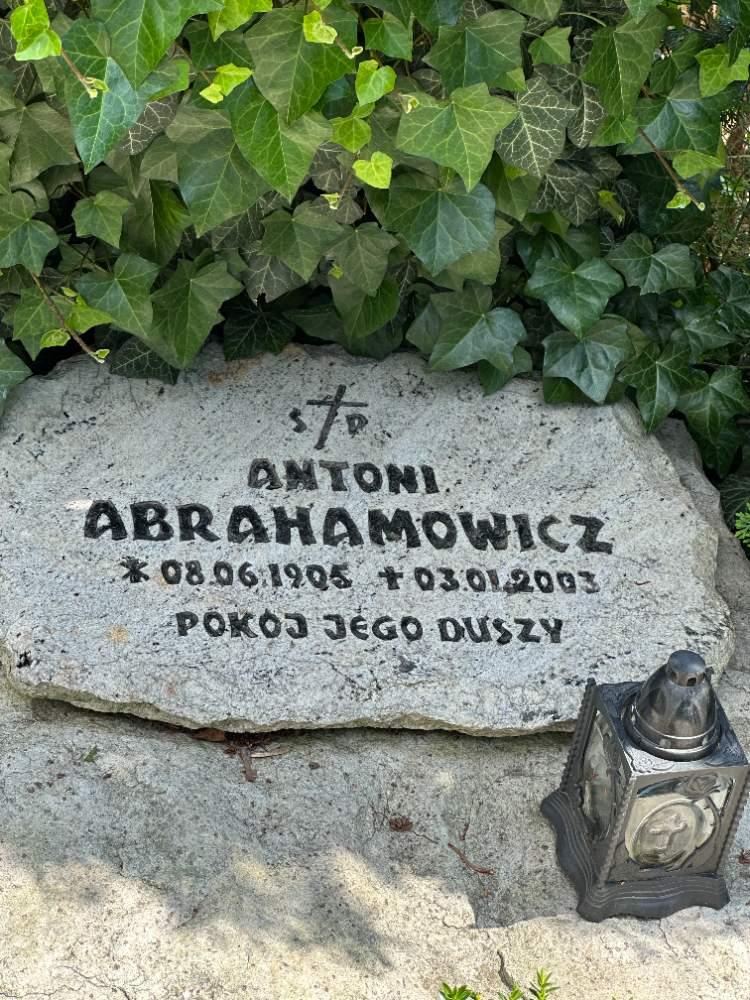 S P
ANTONI
ABRAHAMOWICZ
* 08.06.1905 + 03.01.2003
POKÓJ JEGO DUSZY